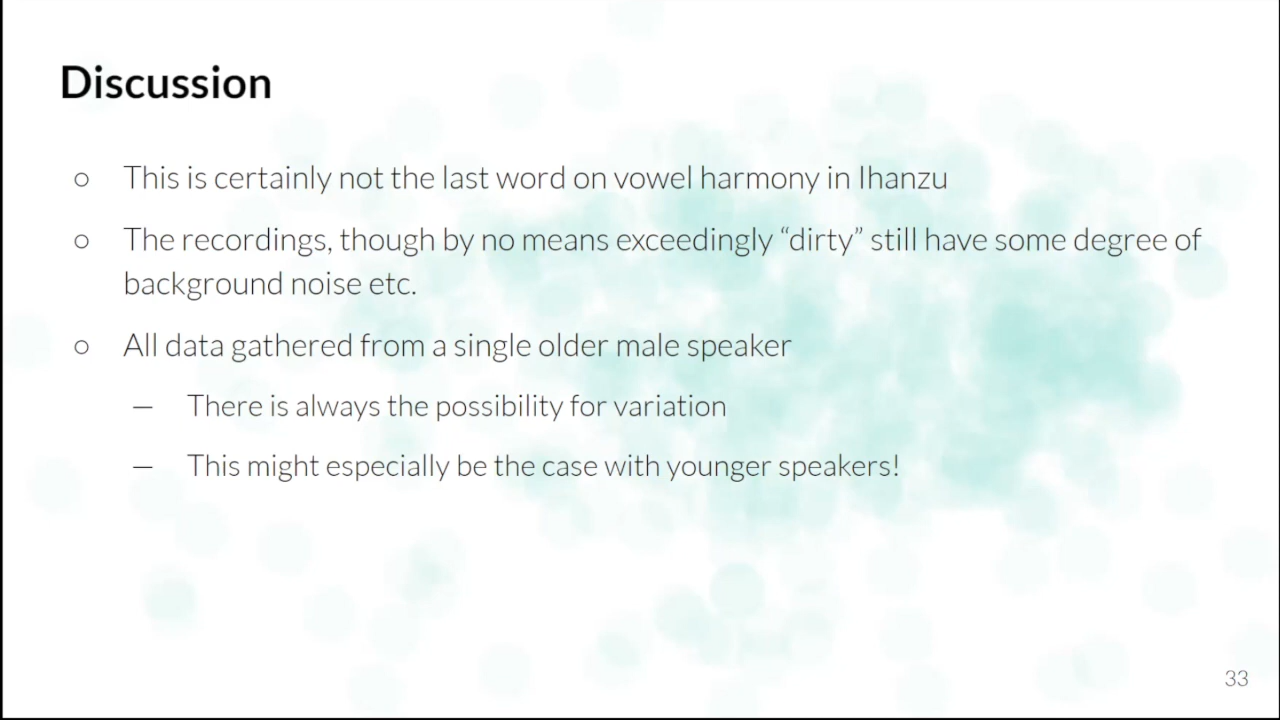 Discussion
○ This is certainly not the last word on vowel harmony in Ihanzu
○ The recordings, though by no means exceedingly “dirty” still have some degree of
background noise etc.
○ All data gathered from a single older male speaker
— There is always the possibility for variation
— This might especially be the case with younger speakers!
33